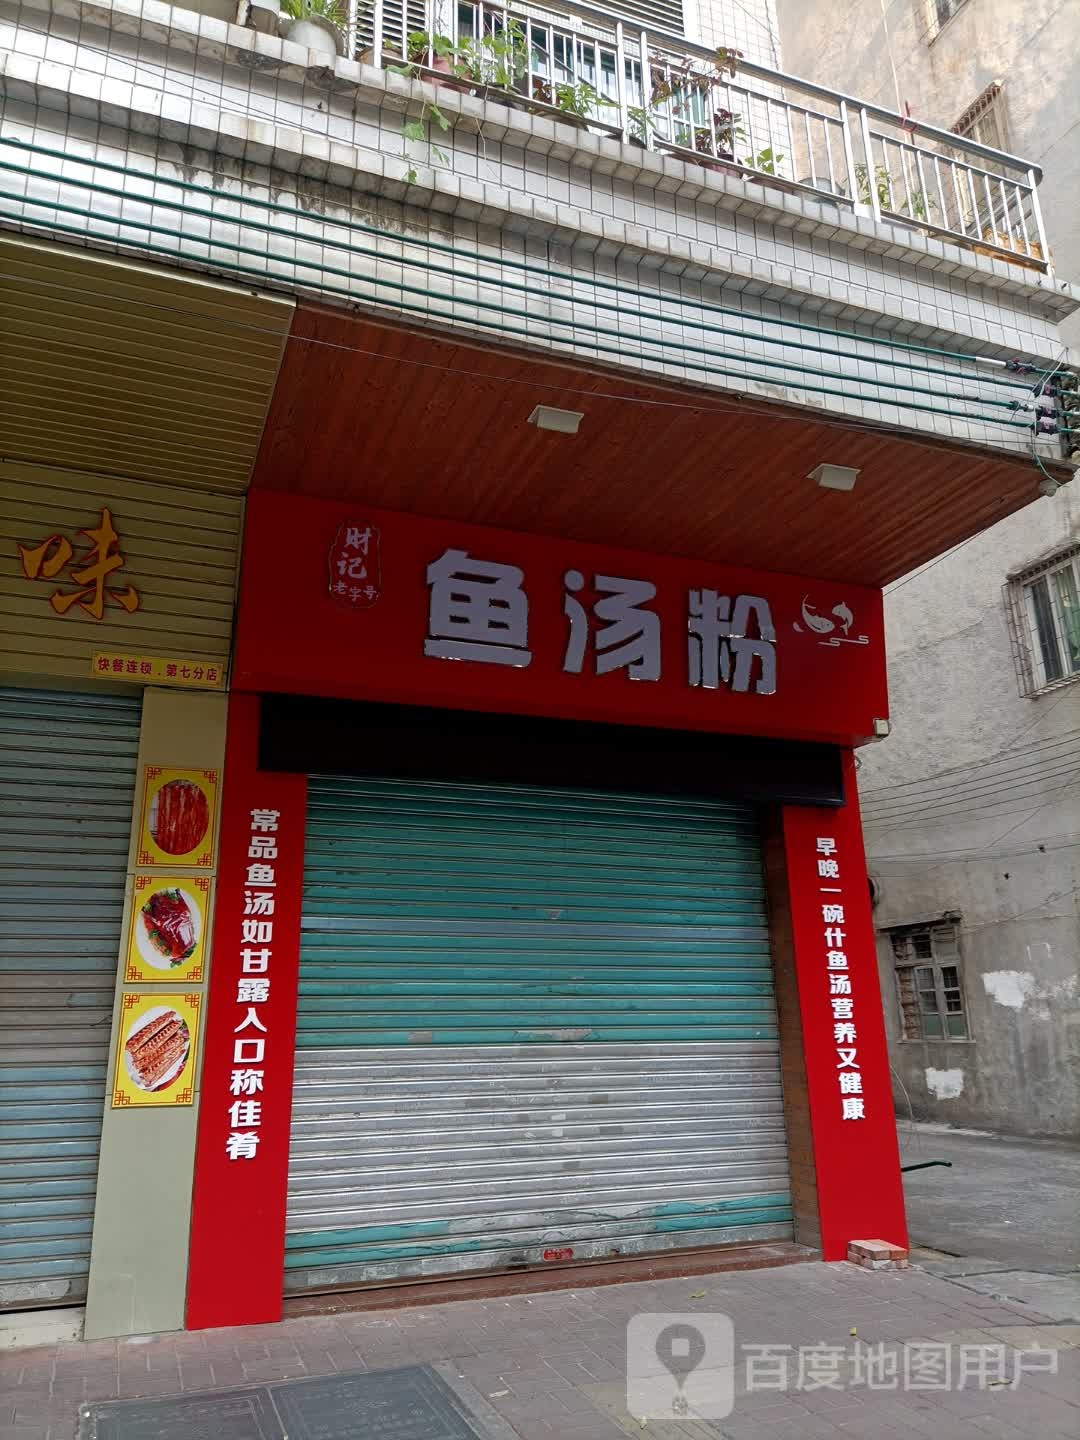 味
快餐连锁.第七分店
财记
老字号
鱼汤粉
常品鱼汤如甘露入口称佳肴
早晚一碗什鱼汤营养又健康
百度地图用户